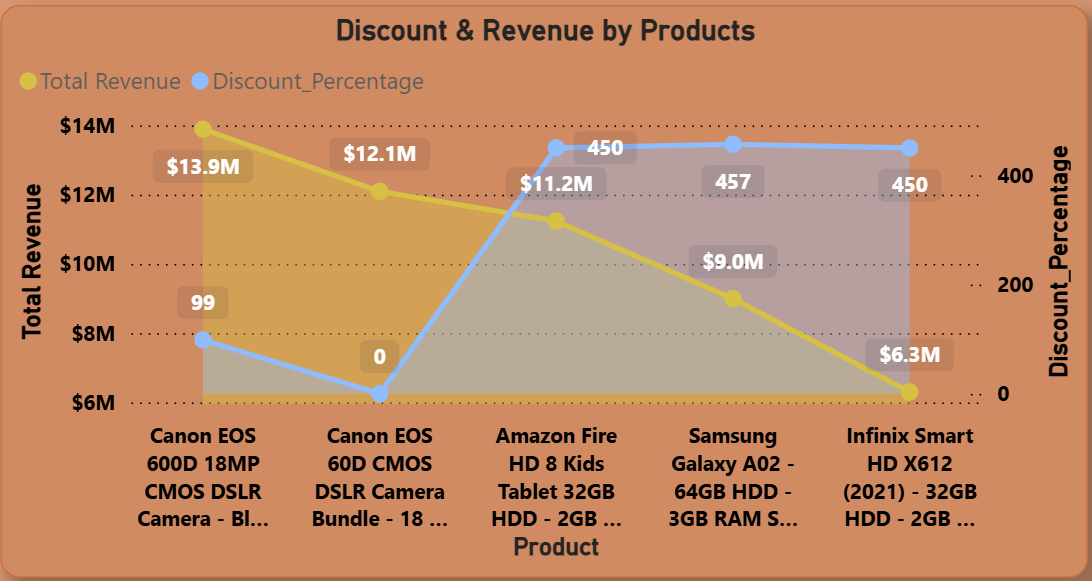 Discount & Revenue by Products
Total Revenue Discount_Percentage
$14M
$12M
$10M
$8M
$6M
Total Revenue
$13.9M
$12.1M
$11.2M
$9.0M
$6.3M
99
0
450
457
450
400
200
0
Discount_Percentage
Canon EOS
600D 18MP
CMOS DSLR
Camera - Bl...
Canon EOS
60D CMOS
DSLR Camera
Bundle - 18 ...
Amazon Fire
HD 8 Kids
Tablet 32GB
HDD - 2GB ...
Samsung
Galaxy A02 -
64GB HDD -
3GB RAM S...
Infinix Smart
HD X612
(2021) - 32GB
HDD - 2GB ...
Product